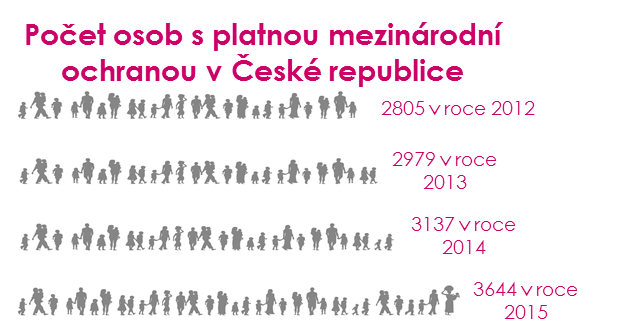 Počet osob s platnou mezinárodní
ochranou v České republice
2805 v roce 2012
2979 v roce
2013
3137 v roce
2014
3644 v roce
2015